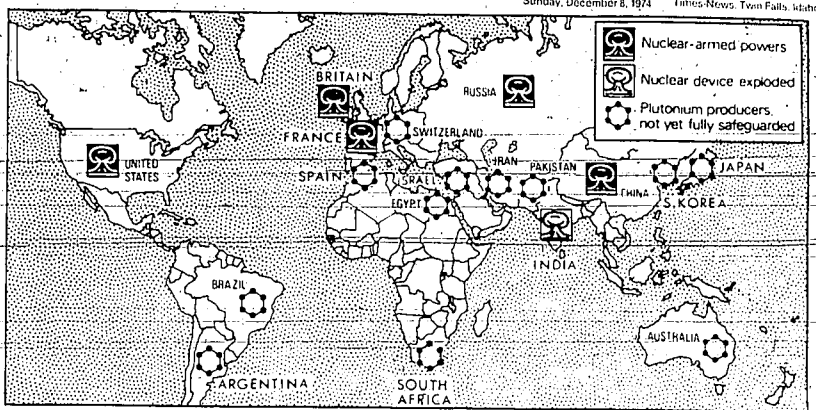 Sunday, December 8, 1974 Times-News, Twin Falls, Idaho
Nuclear-armed powers
Nuclear device exploded
Plutonium producers,
not yet fully safeguarded
BRITAIN
RUSSIA
FRANCE
SWITZERLAND
UNITED
STATES
SPAIN
ISRAEL
IRAN
PAKISTAN
CHINA
JAPAN
S.KOREA
EGYPT
INDIA
BRAZIL
AUSTRALIA
ARGENTINA
SOUTH
AFRICA